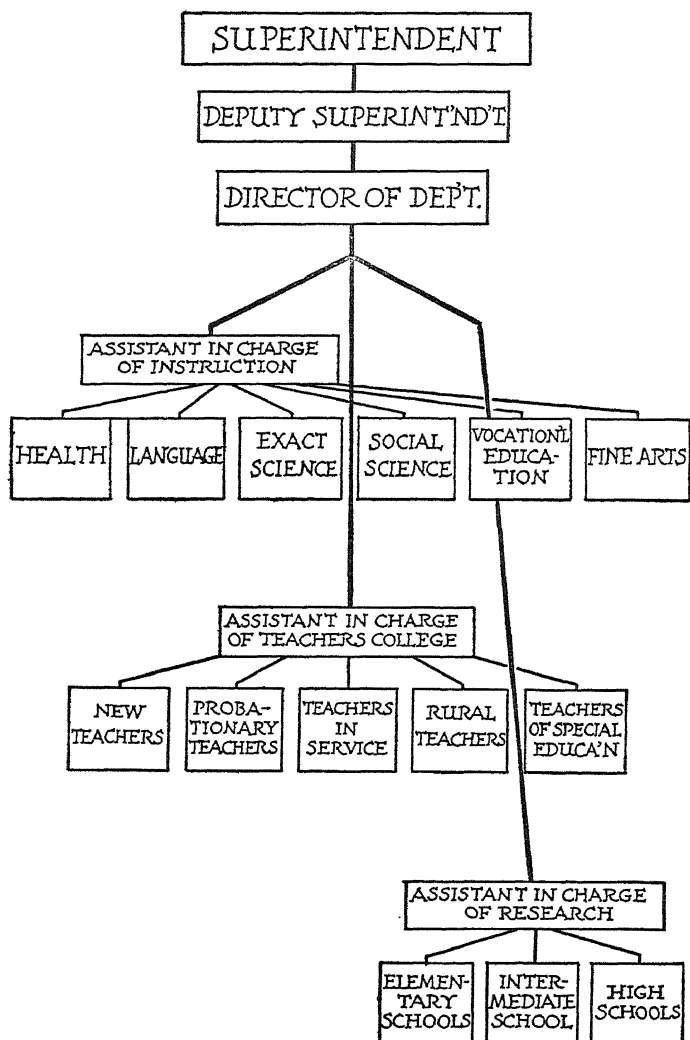 SUPERINTENDENT
DEPUTY SUPERINT'ND'T
DIRECTOR OF DEP'T.
ASSISTANT IN CHARGE
OF INSTRUCTION
HEALTH
LANGUAGE
EXACT
SCIENCE
SOCIAL
SCIENCE
VOCATION'L
EDUCA-
TION
FINE ARTS
ASSISTANT IN CHARGE
OF TEACHERS COLLEGE
NEW
TEACHERS
PROBA-
TIONARY
TEACHERS
TEACHERS
IN
SERVICE
RURAL
TEACHERS
TEACHERS
OF SPECIAL
EDUCA'N
ASSISTANT IN CHARGE
OF RESEARCH
ELEMEN-
TARY
SCHOOLS
INTER-
MEDIATE
SCHOOL
HIGH
SCHOOLS